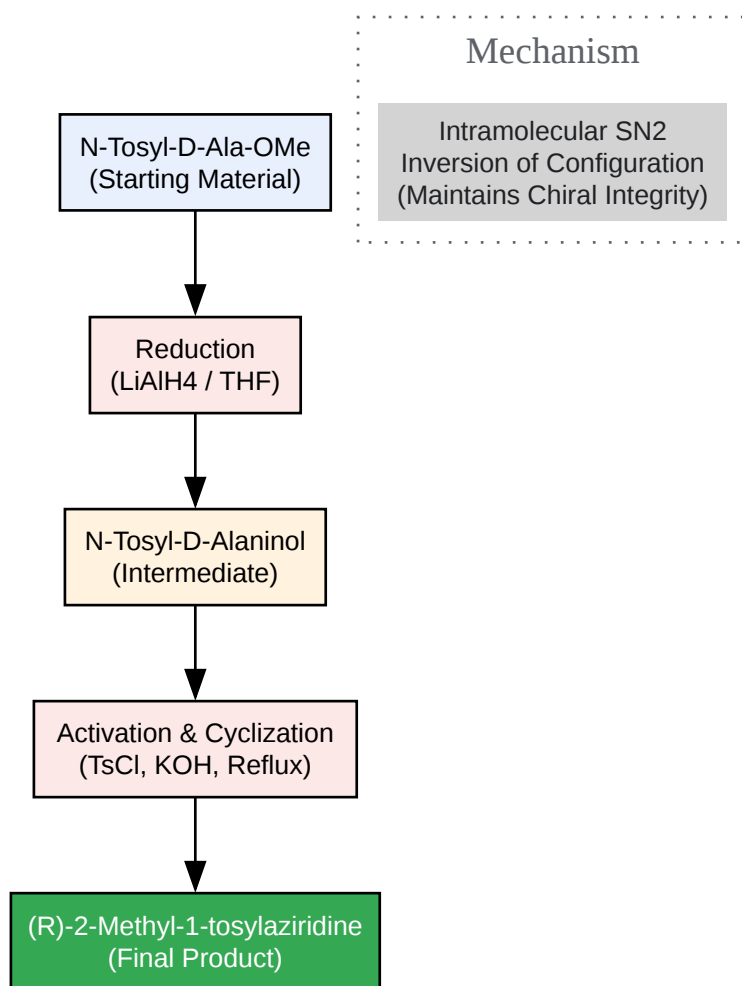 Mechanism
Intramolecular SN2
Inversion of Configuration
(Maintains Chiral Integrity)
N-Tosyl-D-Ala-OMe
(Starting Material)
Reduction
(LiAlH4 / THF)
N-Tosyl-D-Alaninol
(Intermediate)
Activation & Cyclization
(TsCl, KOH, Reflux)
(R)-2-Methyl-1-tosylaziridine
(Final Product)